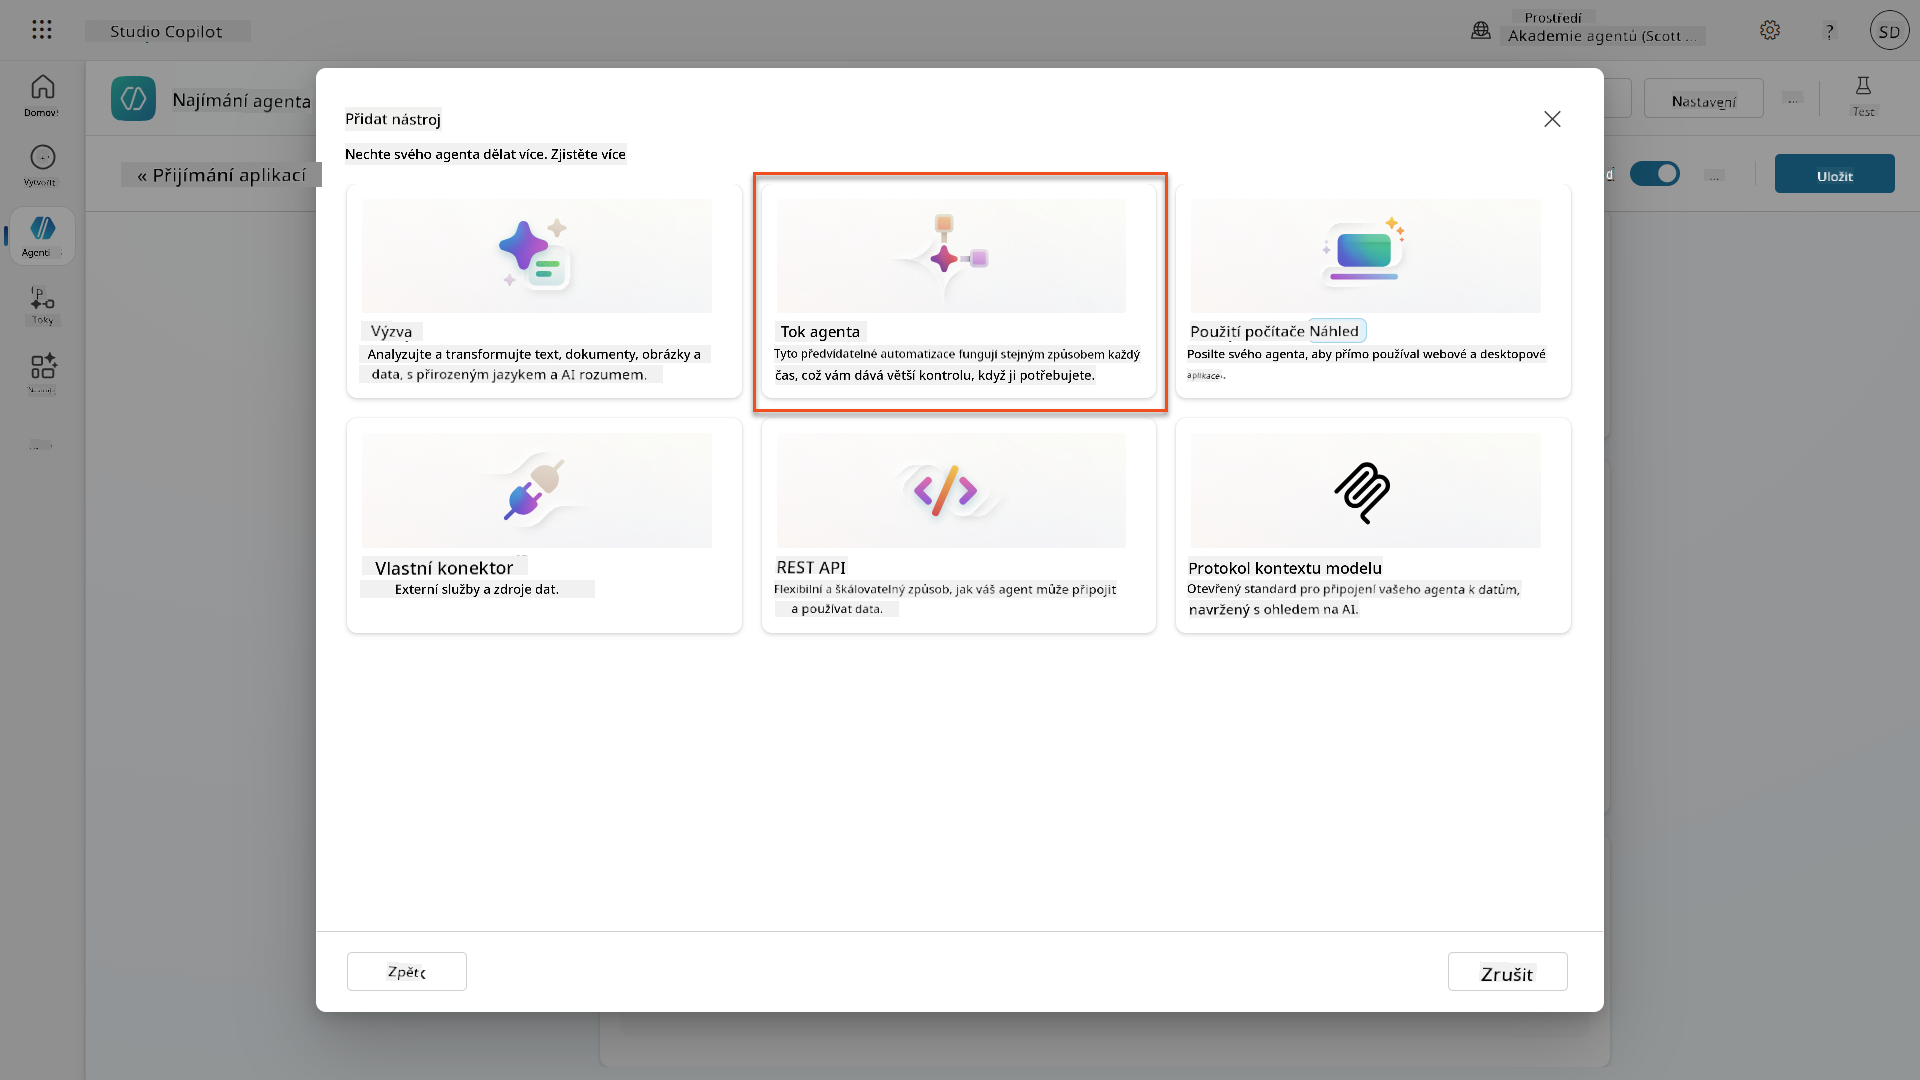 Studio Copilot
Prostředí
Akademie agentů (Scott ...
?
SD
Domov
Najímání agenta
Nastavení
...
Test
« Přijímání aplikací
...
Uložit
Vytvořit
Agenti
Toky
Přidat nástroj
Nechte svého agenta dělat více. Zjistěte více
Výzva
Analyzujte a transformujte text, dokumenty, obrázky a
data, s přirozeným jazykem a AI rozumem.
Tok agenta
Tyto předvídatelné automatizace fungují stejným způsobem každý
čas, což vám dává větší kontrolu, když ji potřebujete.
Použití počítače Náhled
Posilte svého agenta, aby přímo používal webové a desktopové
aplikace.
Vlastní konektor
Externí služby a zdroje dat.
REST API
Flexibilní a škálovatelný způsob, jak váš agent může připojit
a používat data.
Protokol kontextu modelu
Otevřený standard pro připojení vašeho agenta k datům,
navržený s ohledem na AI.
Zpět
Zrušit